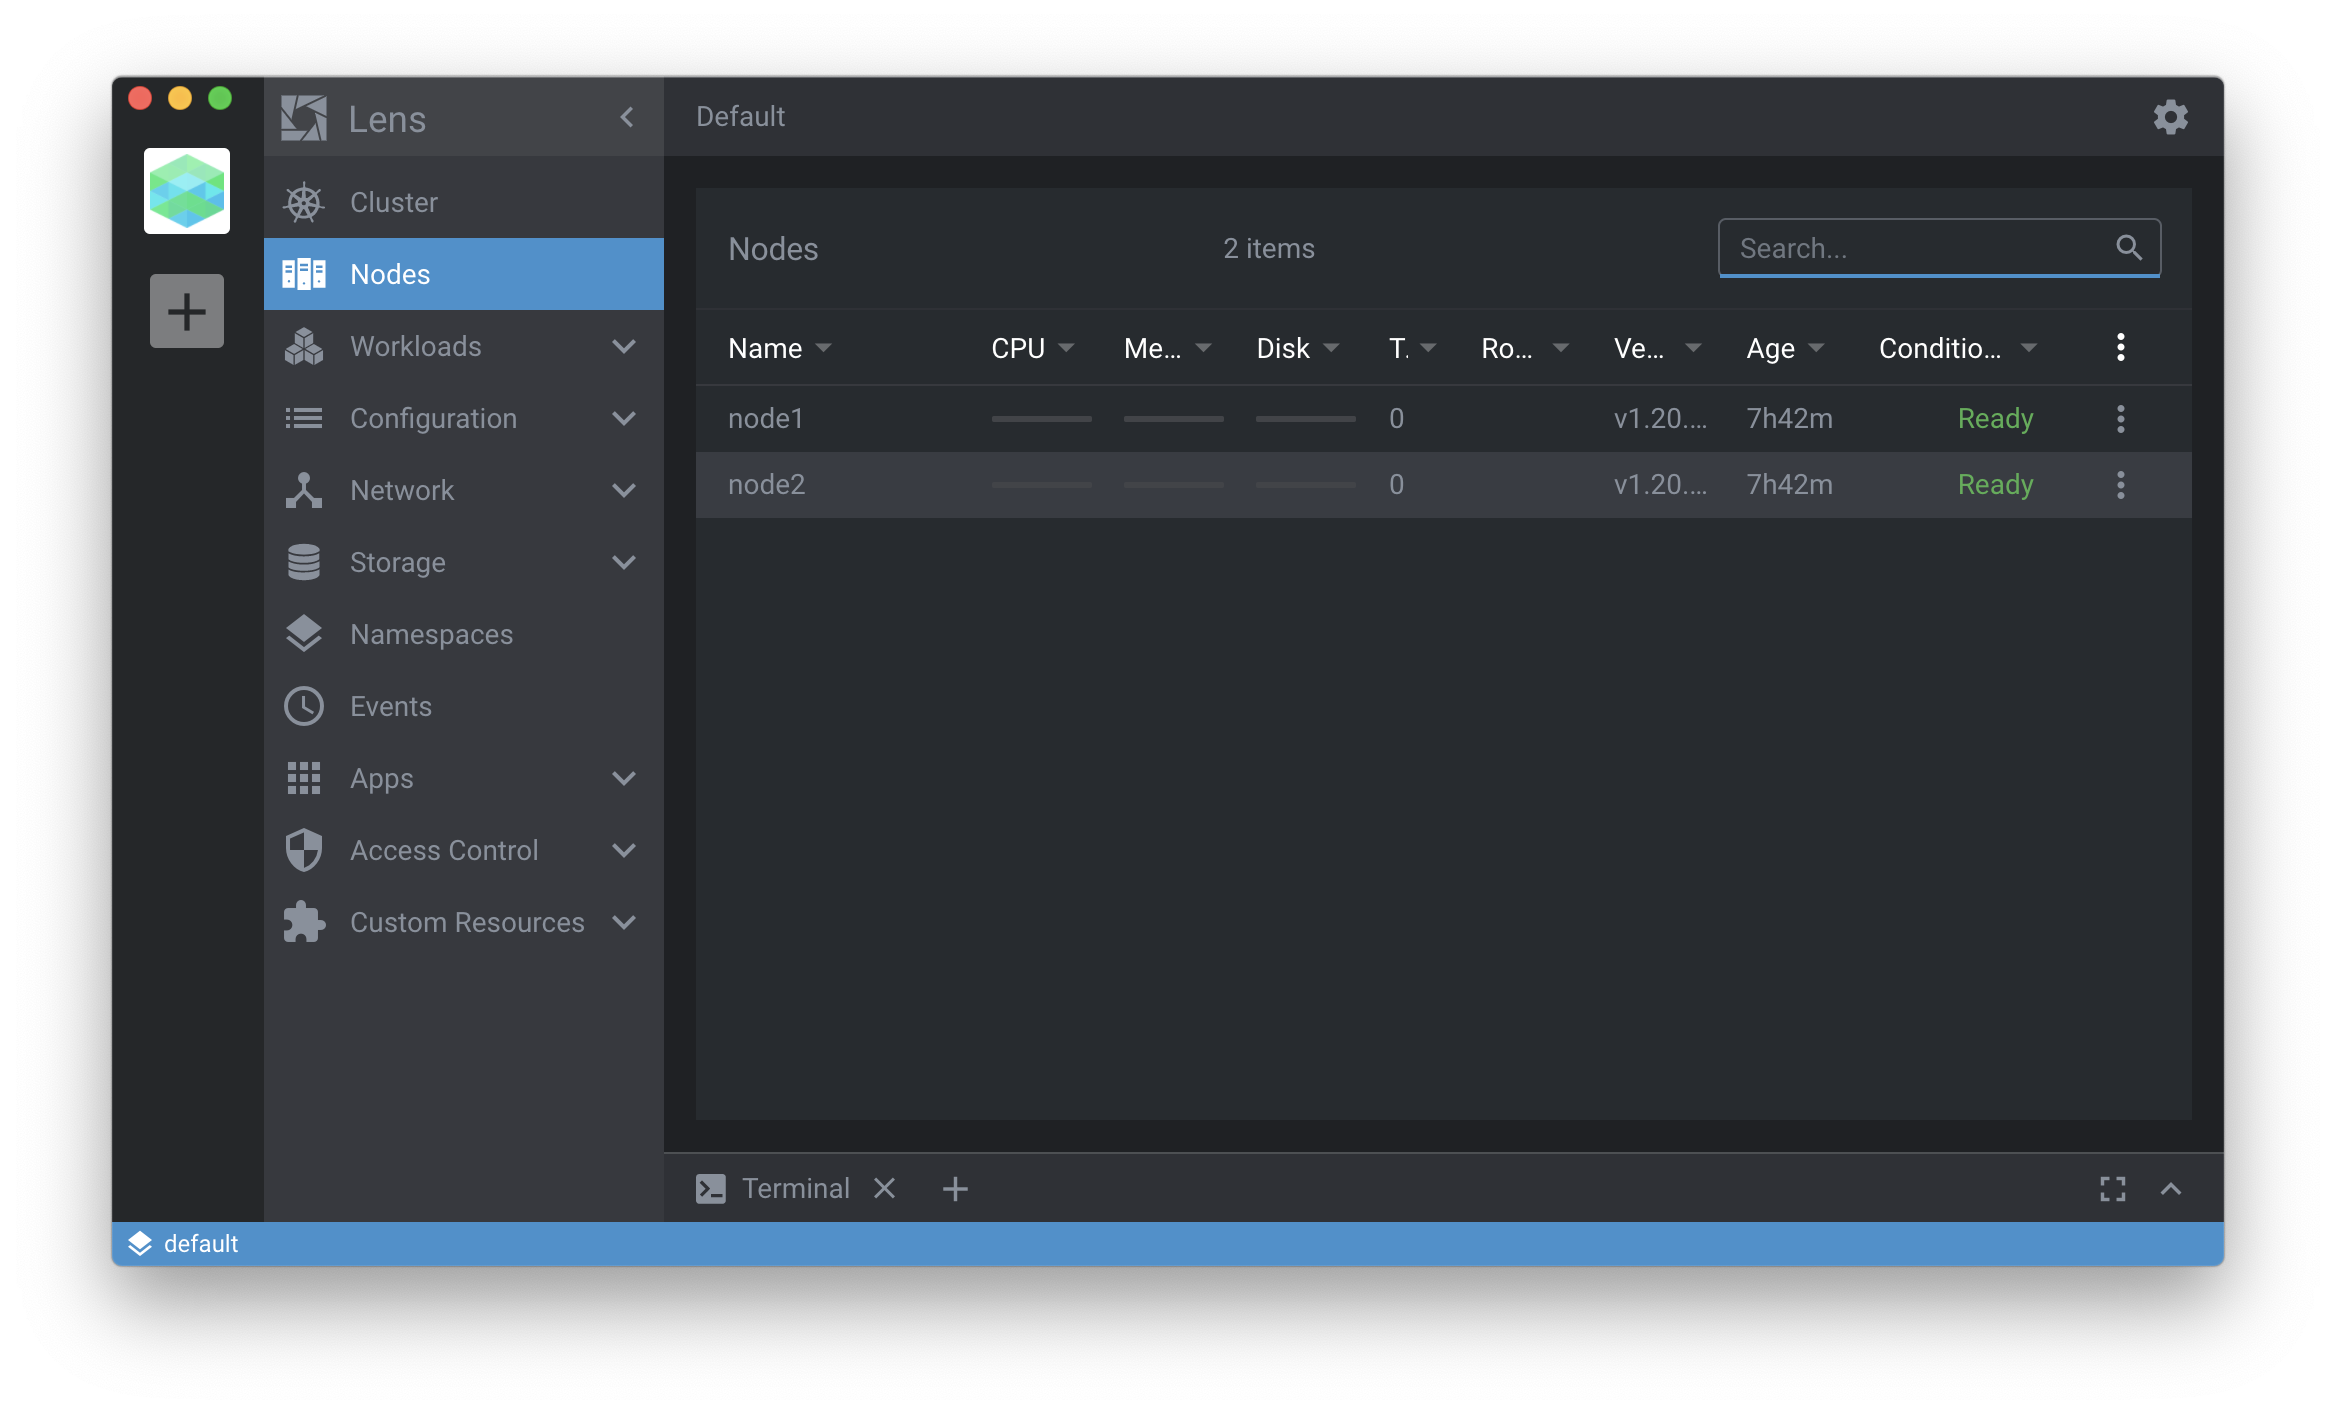 Lens
Default
Cluster
Nodes
Workloads
Configuration
Network
Storage
Namespaces
Events
Apps
Access Control
Custom Resources
Nodes 2 items Search...
Name CPU Me... Disk T. Ro... Ve... Age Conditio...
node1 0 v1.20.... 7h42m Ready
node2 0 v1.20.... 7h42m Ready
Terminal
default